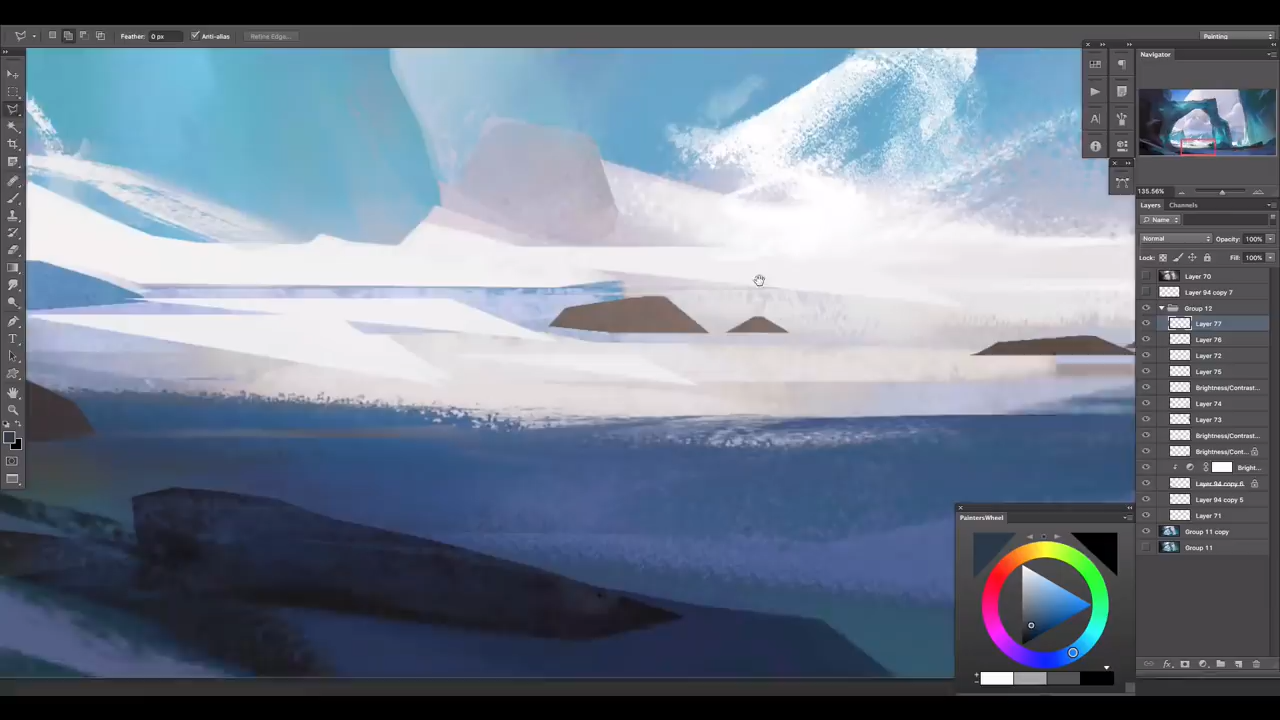 Feather: 0 px Anti-alias Refine Edge... Painting
Navigator
135.56%
Layers Channels
Name
Normal Opacity: 100%
Lock: Fill: 100%
Layer 70
Layer 94 copy 7
Group 12
Layer 77
Layer 76
Layer 72
Layer 75
Brightness/Contrast...
Layer 74
Layer 73
Brightness/Contrast...
Brightness/Cont...
Bright...
Layer 94 copy 6
Layer 94 copy 5
Layer 71
Group 11 copy
Group 11
PaintersWheel